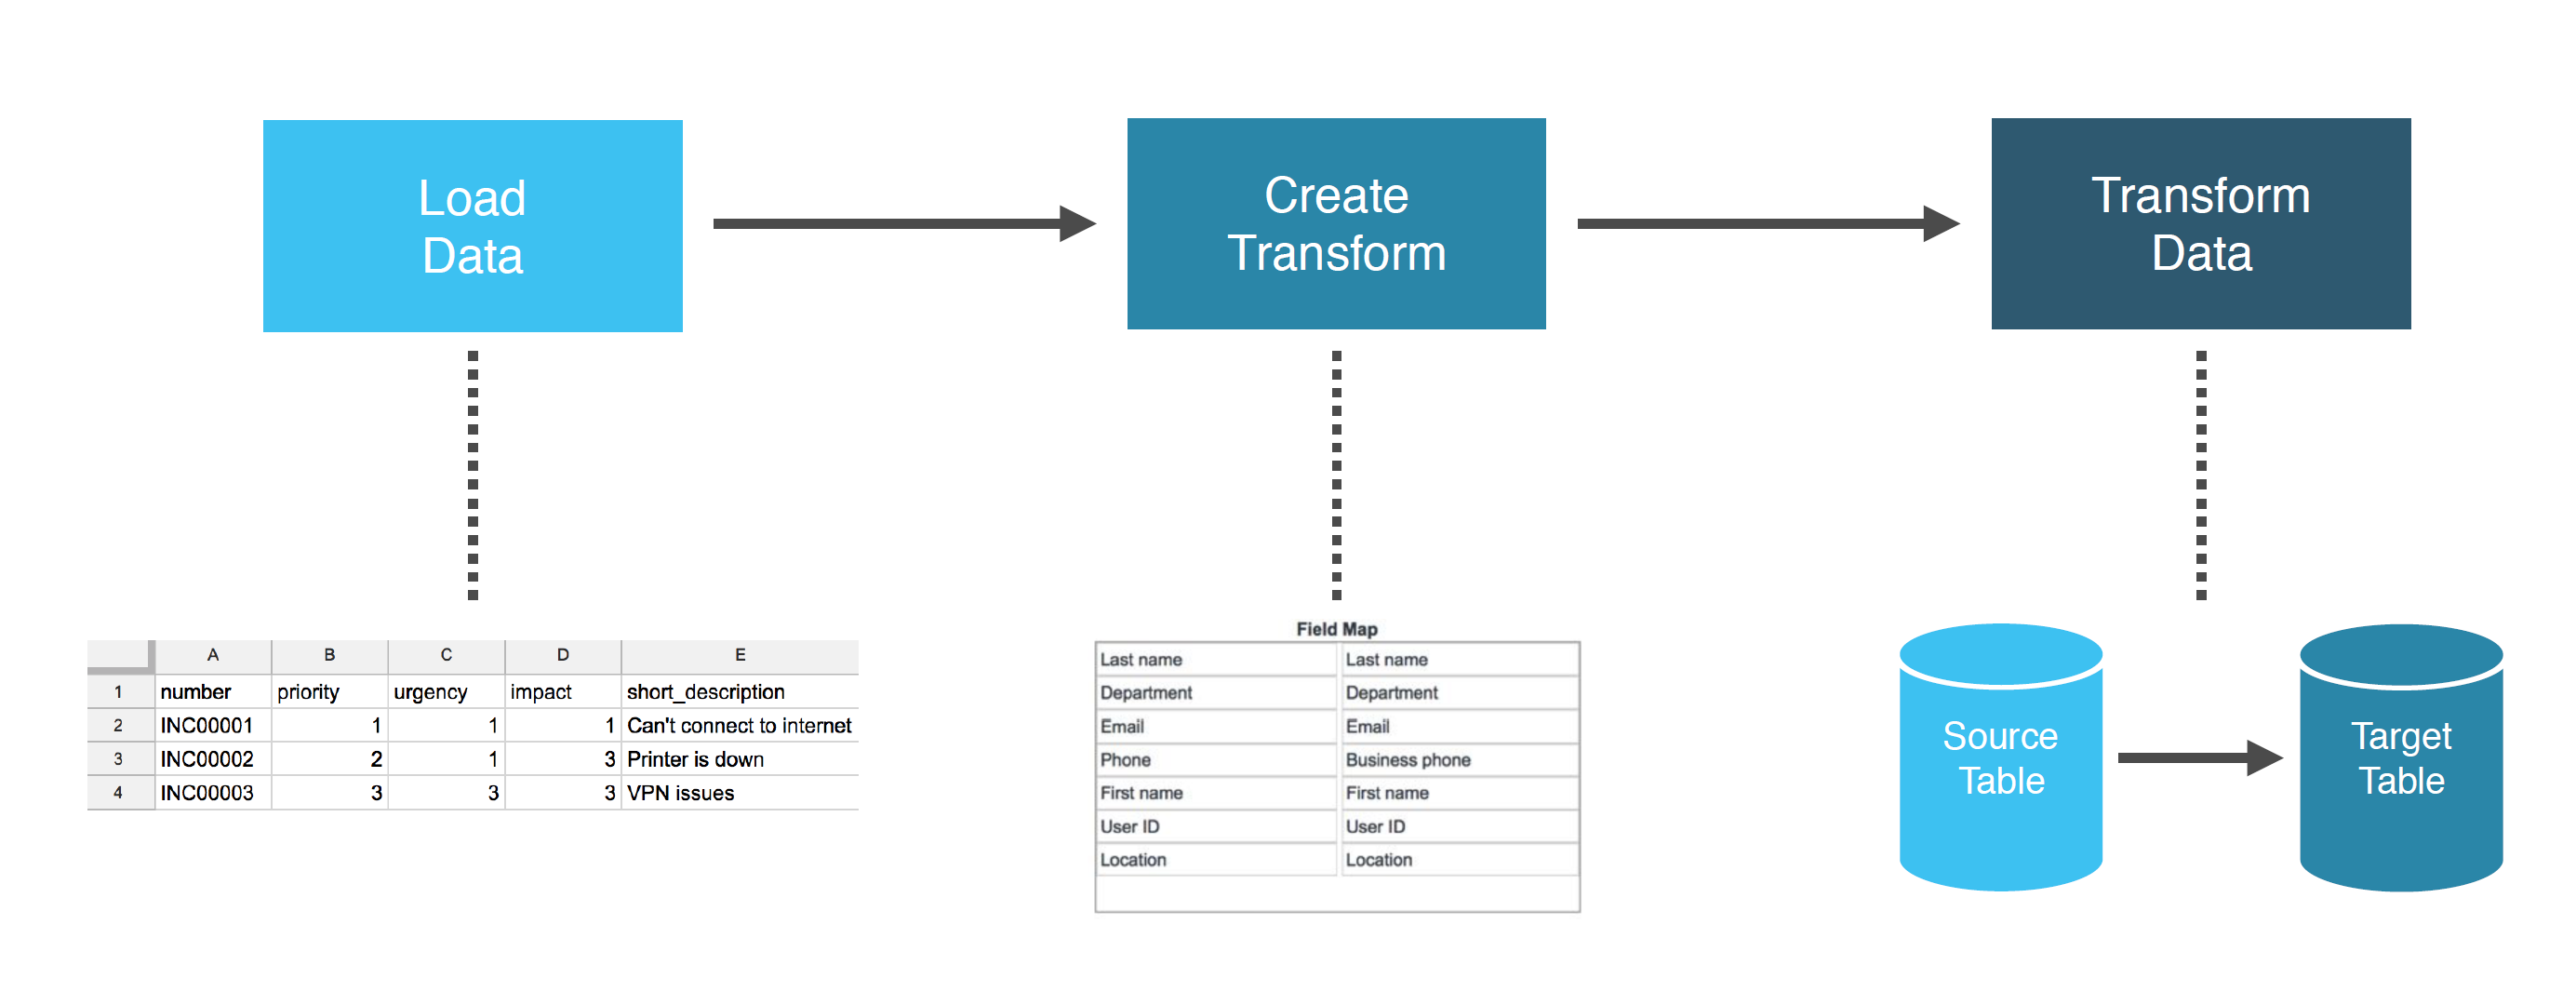 Load
Data
Create
Transform
Transform
Data
A B C D E
1 number priority urgency impact short_description
2 INC00001 1 1 1 Can't connect to internet
3 INC00002 2 1 3 Printer is down
4 INC00003 3 3 3 VPN issues
Field Map
Last name Last name
Department Department
Email Email
Phone Business phone
First name First name
User ID User ID
Location Location
Source
Table
Target
Table